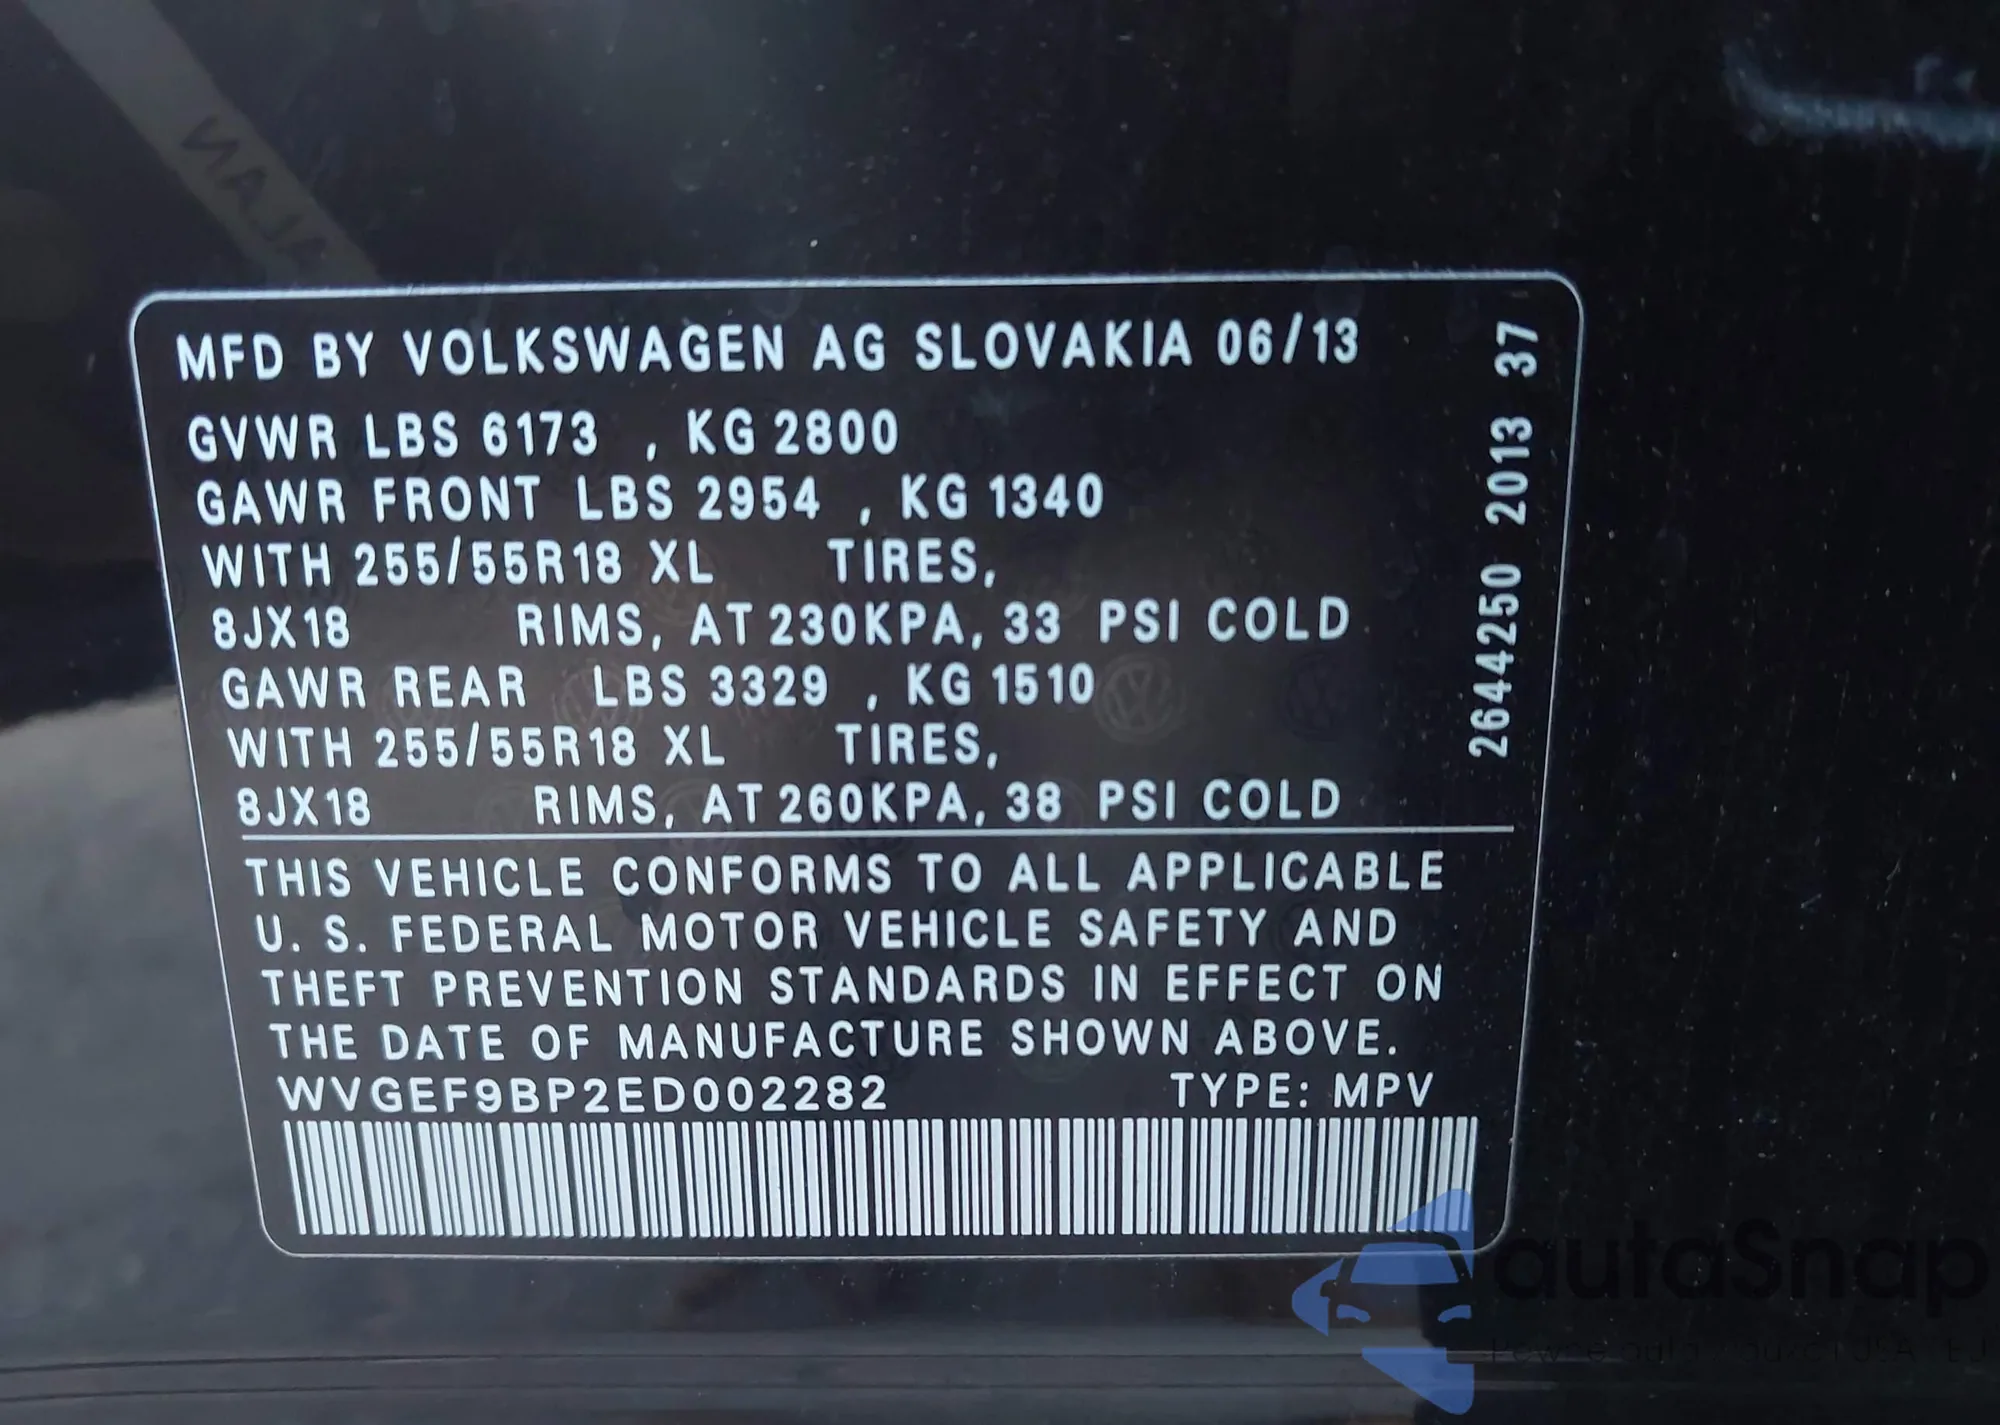 MFD BY VOLKSWAGEN AG SLOVAKIA 06/13
GVWR LBS 6173 , KG 2800
GAWR FRONT LBS 2954 , KG 1340
WITH 255/55R18 XL TIRES,
8JX18 RIMS, AT 230KPA, 33 PSI COLD
GAWR REAR LBS 3329 , KG 1510
WITH 255/55R18 XL TIRES,
8JX18 RIMS, AT 260KPA, 38 PSI COLD
THIS VEHICLE CONFORMS TO ALL APPLICABLE
U. S. FEDERAL MOTOR VEHICLE SAFETY AND
THEFT PREVENTION STANDARDS IN EFFECT ON
THE DATE OF MANUFACTURE SHOWN ABOVE.
WVGEF9BP2ED002282 TYPE: MPV
2644250 2013 37
autaSnap